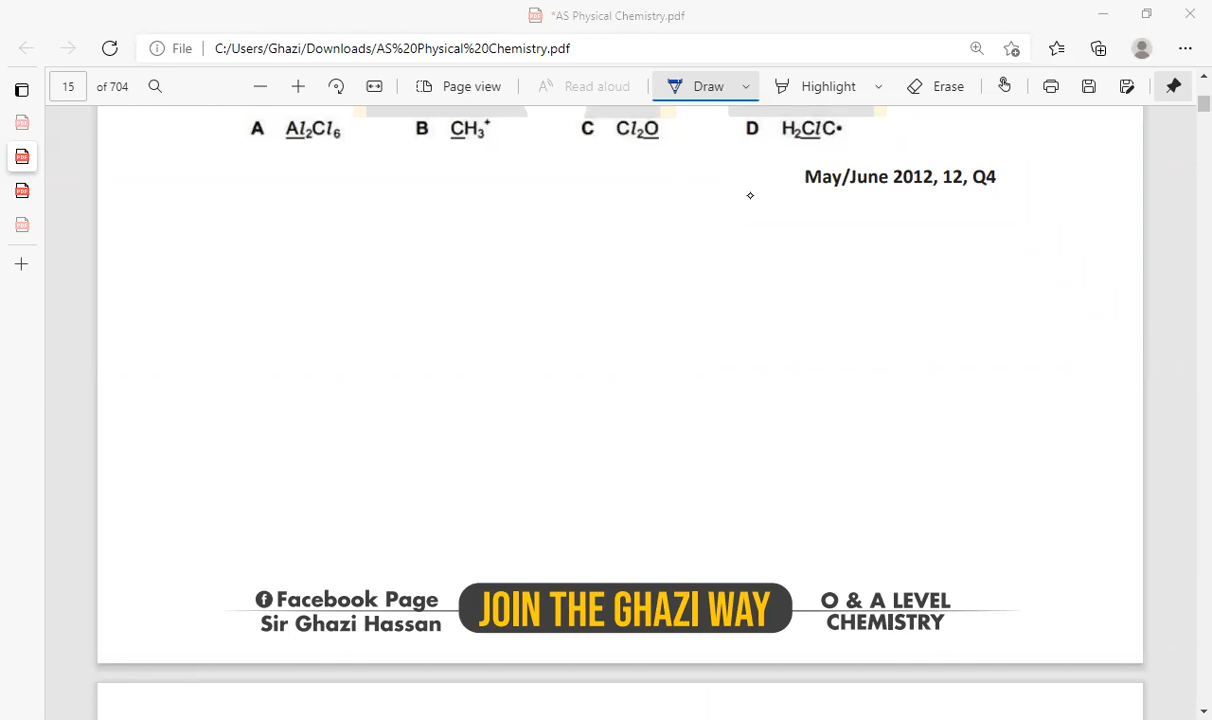 *AS Physical Chemistry.pdf
File C:/Users/Ghazi/Downloads/AS%20Physical%20Chemistry.pdf
15 of 704 Page view Read aloud Draw Highlight Erase
A Al₂Cl₆ B CH₃⁺ C Cl₂O D H₂ClC•
May/June 2012, 12, Q4
Facebook Page
Sir Ghazi Hassan
JOIN THE GHAZI WAY
O & A LEVEL
CHEMISTRY